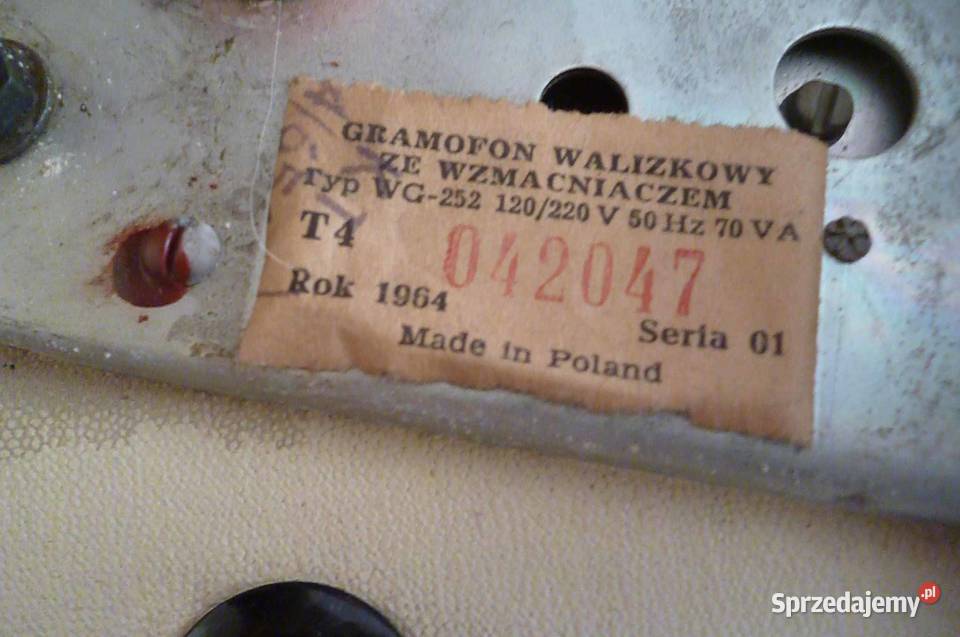 GRAMOFON WALIZKOWY
ZE WZMACNIACZEM
Typ WG-252 120/220 V 50 Hz 70 VA
T4 042047
Rok 1964 Seria 01
Made in Poland
Sprzedajemy.pl